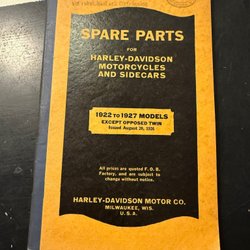 SPARE PARTS
FOR
HARLEY-DAVIDSON
MOTORCYCLES
AND SIDECARS
1922 TO 1927 MODELS
EXCEPT OPPOSED TWIN
Issued August 20, 1926
All prices are quoted F. O. B.
Factory, and are subject to
change without notice.
HARLEY-DAVIDSON MOTOR CO.
MILWAUKEE, WIS.
U. S. A.